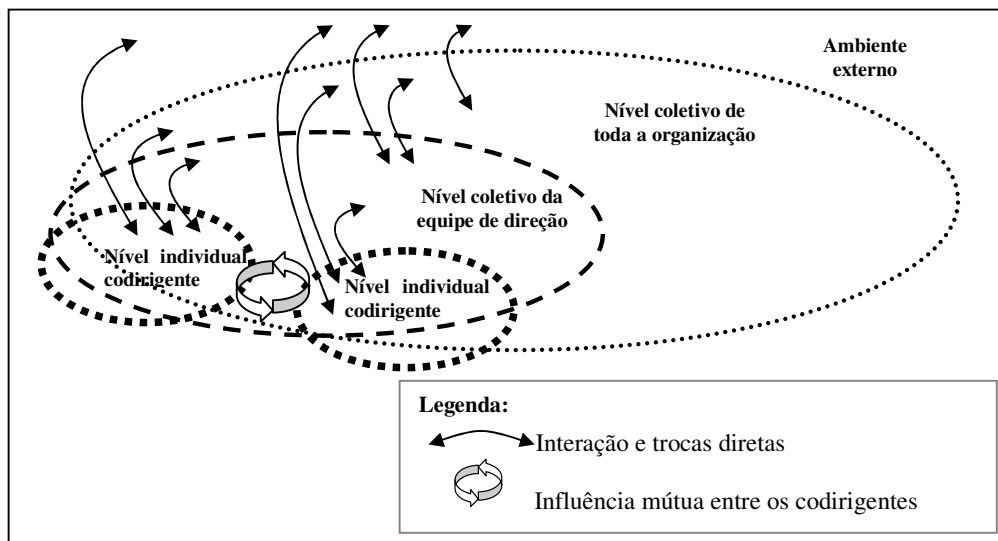 Ambiente
externo
Nível coletivo de
toda a organização
Nível coletivo da
equipe de direção
Nível individual
codirigente
Nível individual
codirigente
Legenda:
Interação e trocas diretas
Influência mútua entre os codirigentes